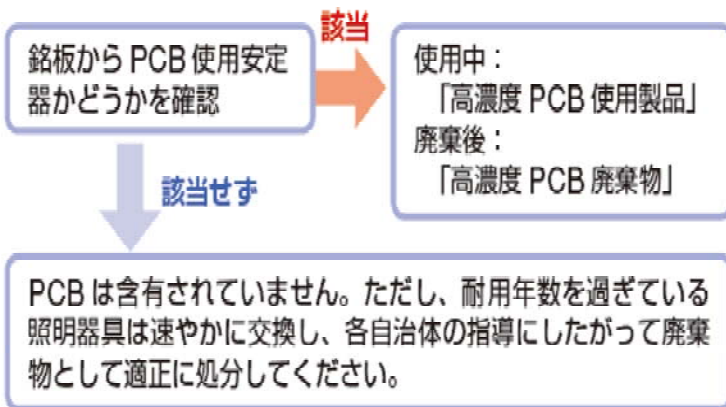 銘板からPCB使用安定
器かどうかを確認
該当
使用中：
「高濃度PCB使用製品」
廃棄後：
「高濃度PCB廃棄物」
該当せず
PCBは含有されていません。ただし、耐用年数を過ぎている
照明器具は速やかに交換し、各自治体の指導にしたがって廃棄
物として適正に処分してください。